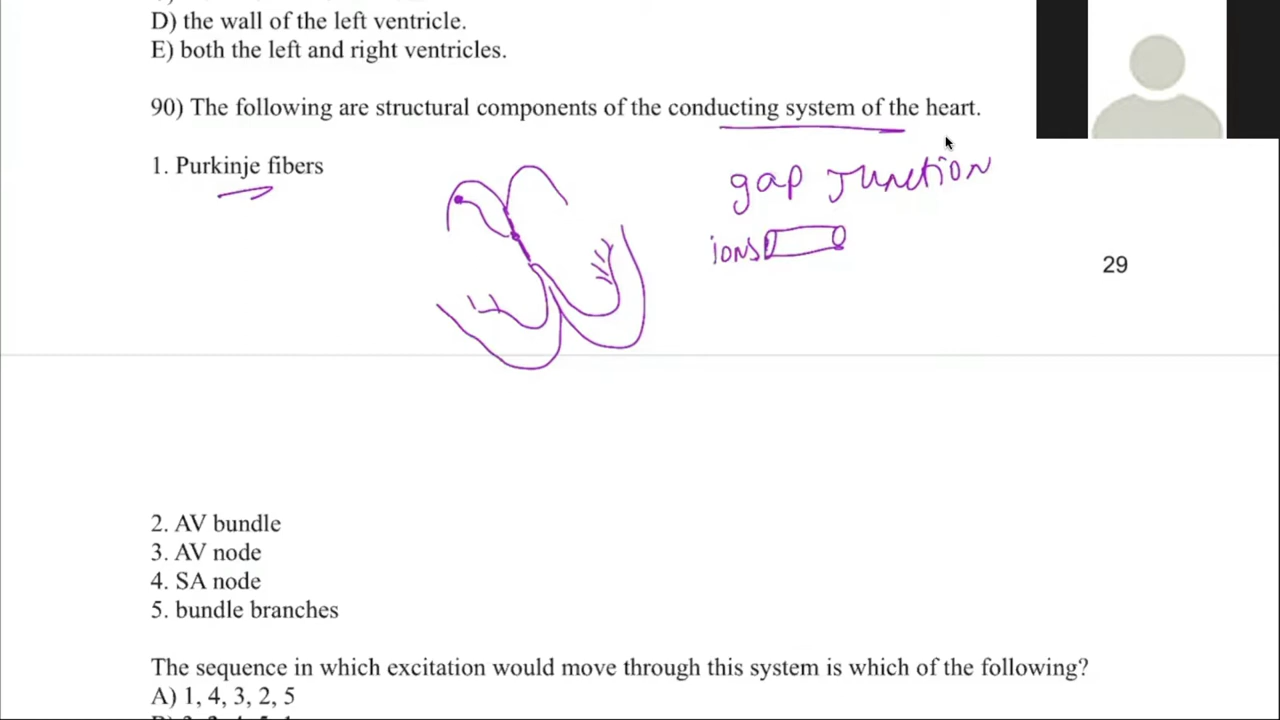 D) the wall of the left ventricle.
E) both the left and right ventricles.
90) The following are structural components of the conducting system of the heart.
1. Purkinje fibers
gap Junction
ions
29
2. AV bundle
3. AV node
4. SA node
5. bundle branches
The sequence in which excitation would move through this system is which of the following?
A) 1, 4, 3, 2, 5